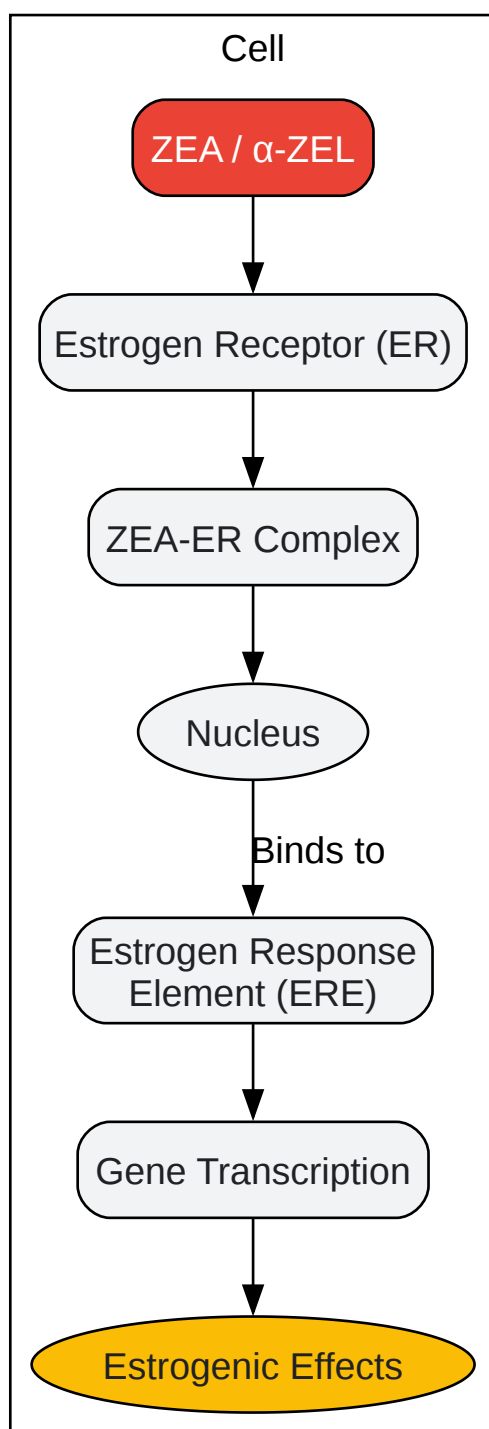 Cell
ZEA / α-ZEL
Estrogen Receptor (ER)
ZEA-ER Complex
Nucleus
Binds to
Estrogen Response
Element (ERE)
Gene Transcription
Estrogenic Effects